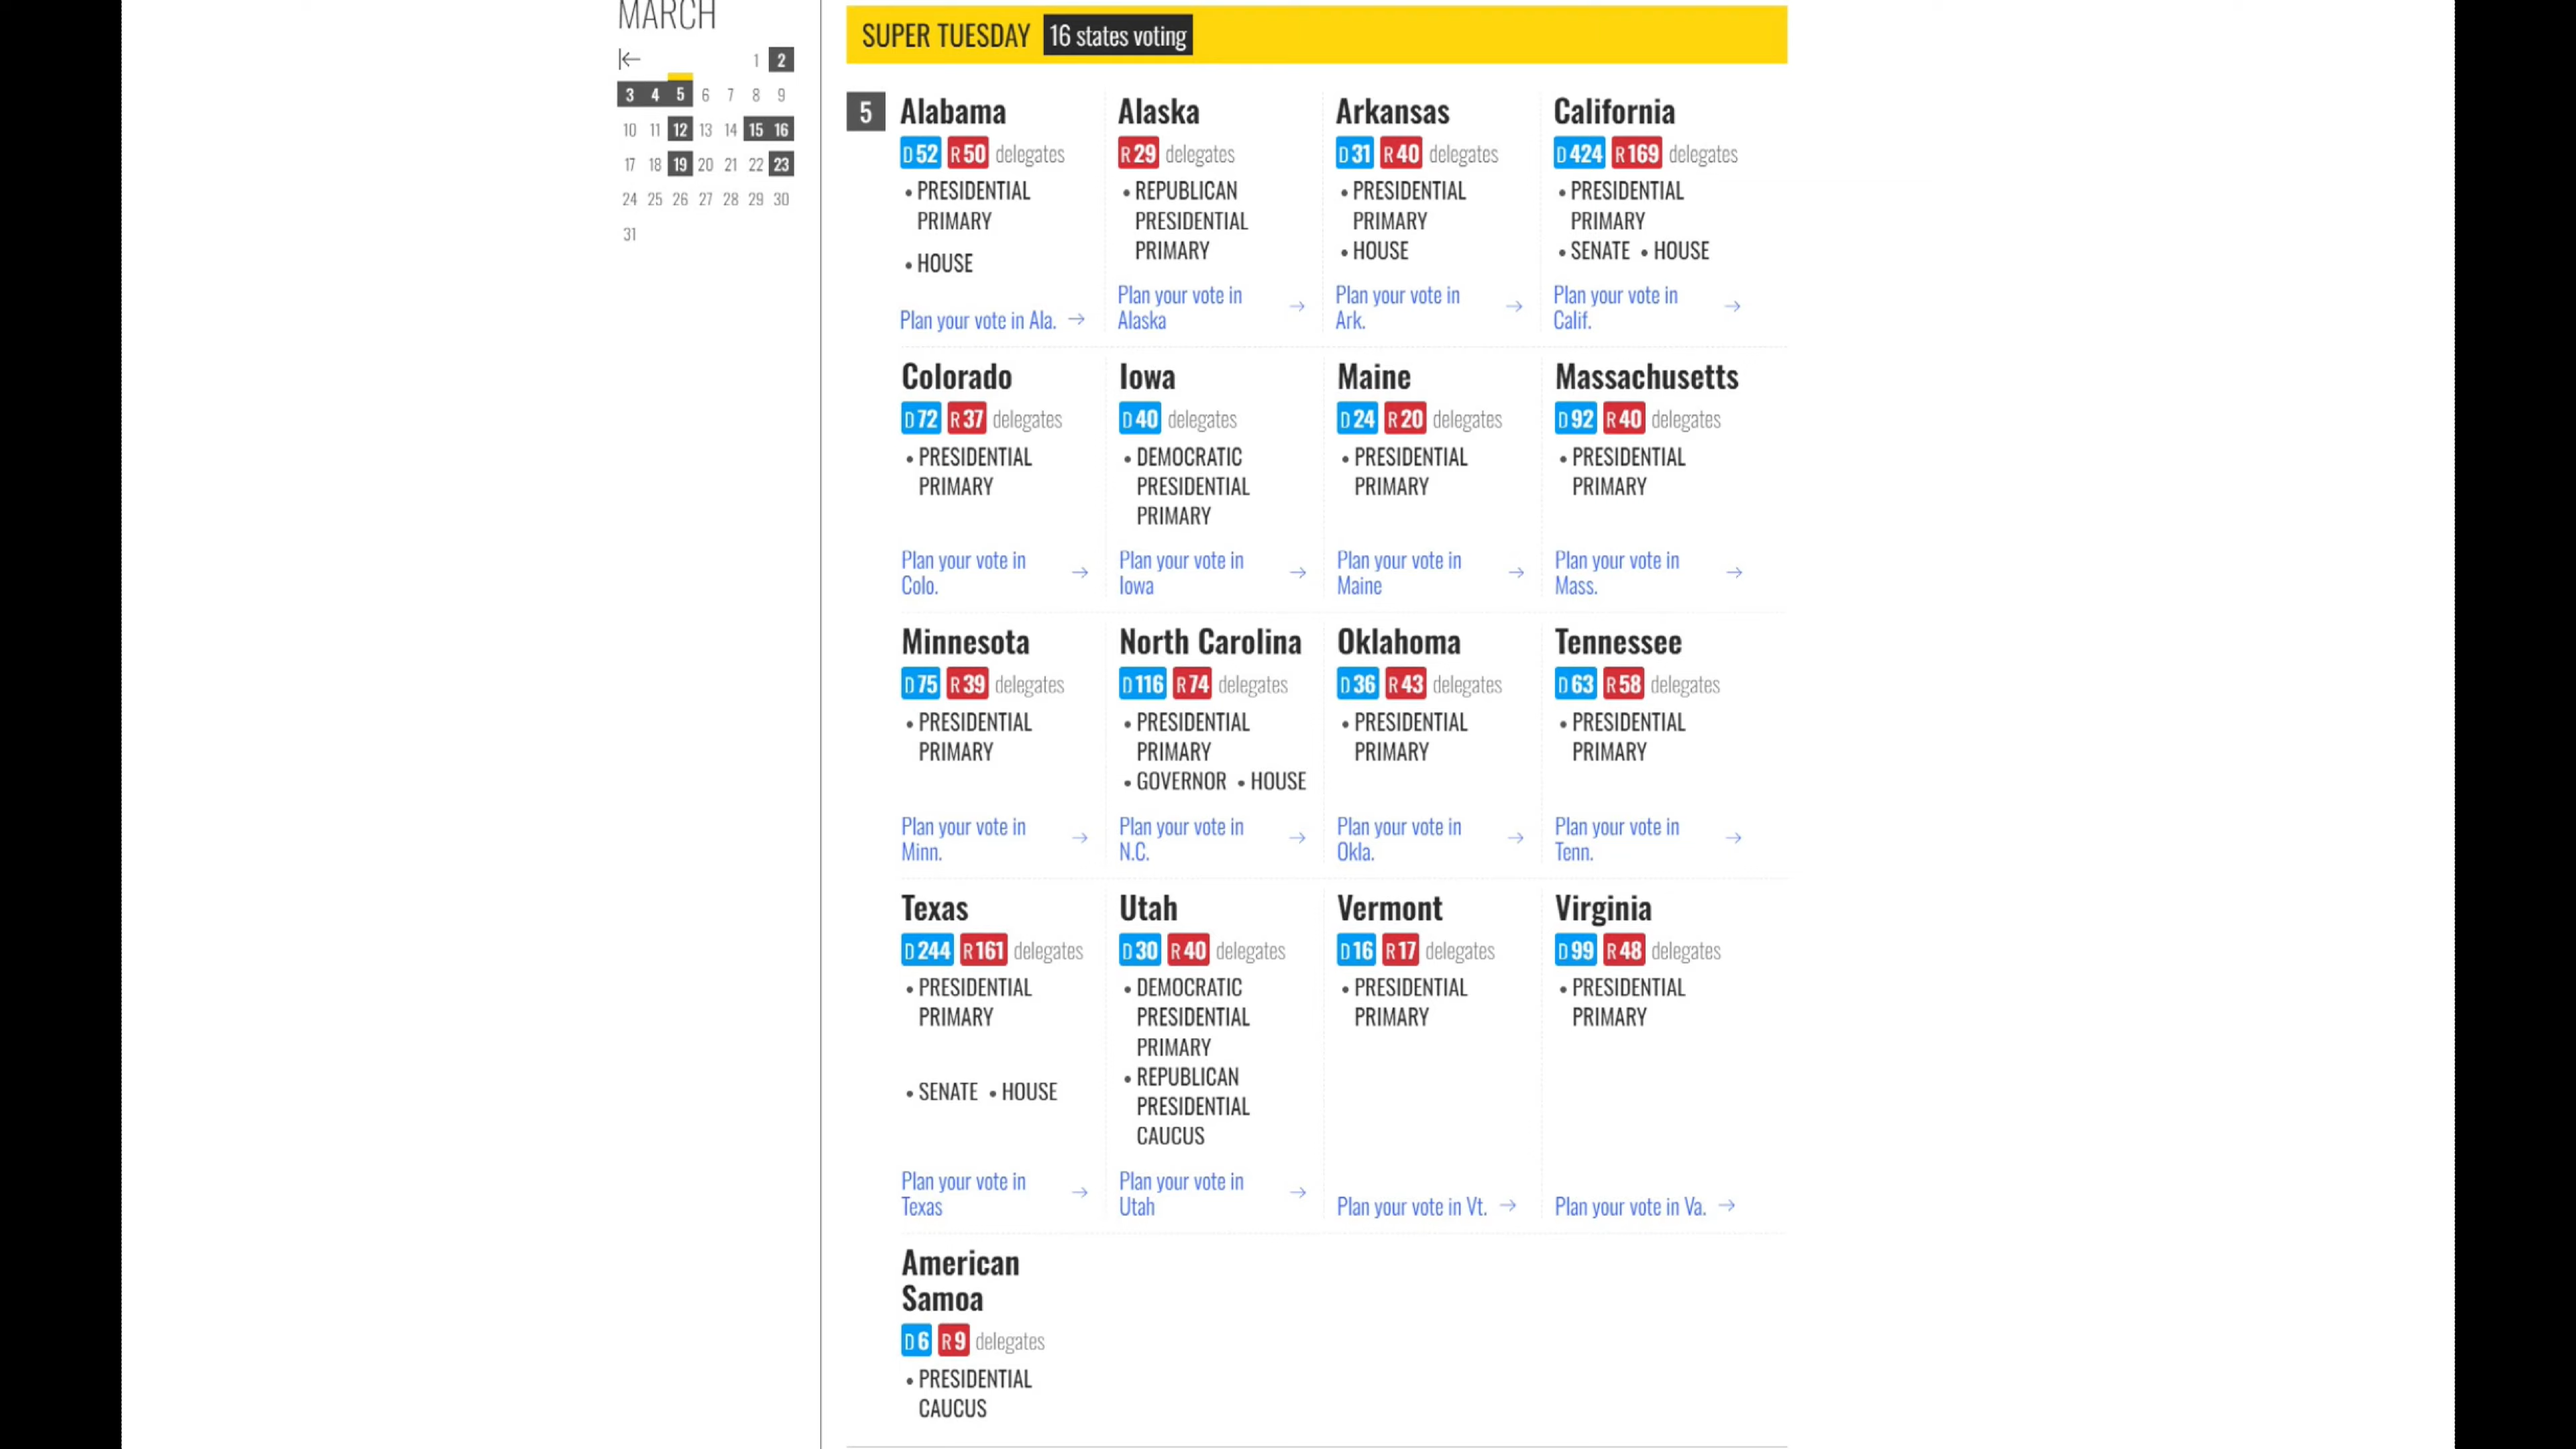 MARCH
1 2
3 4 5 6 7 8 9
10 11 12 13 14 15 16
17 18 19 20 21 22 23
24 25 26 27 28 29 30
31
SUPER TUESDAY 16 states voting
5
Alabama
D 52 R 50 delegates
• PRESIDENTIAL
PRIMARY
• HOUSE
Plan your vote in Ala. →
Alaska
R 29 delegates
• REPUBLICAN
PRESIDENTIAL
PRIMARY
Plan your vote in
Alaska →
Arkansas
D 31 R 40 delegates
• PRESIDENTIAL
PRIMARY
• HOUSE
Plan your vote in
Ark. →
California
D 424 R 169 delegates
• PRESIDENTIAL
PRIMARY
• SENATE • HOUSE
Plan your vote in
Calif. →
Colorado
D 72 R 37 delegates
• PRESIDENTIAL
PRIMARY
Plan your vote in
Colo. →
Iowa
D 40 delegates
• DEMOCRATIC
PRESIDENTIAL
PRIMARY
Plan your vote in
Iowa →
Maine
D 24 R 20 delegates
• PRESIDENTIAL
PRIMARY
Plan your vote in
Maine →
Massachusetts
D 92 R 40 delegates
• PRESIDENTIAL
PRIMARY
Plan your vote in
Mass. →
Minnesota
D 75 R 39 delegates
• PRESIDENTIAL
PRIMARY
Plan your vote in
Minn. →
North Carolina
D 116 R 74 delegates
• PRESIDENTIAL
PRIMARY
• GOVERNOR • HOUSE
Plan your vote in
N.C. →
Oklahoma
D 36 R 43 delegates
• PRESIDENTIAL
PRIMARY
Plan your vote in
Okla. →
Tennessee
D 63 R 58 delegates
• PRESIDENTIAL
PRIMARY
Plan your vote in
Tenn. →
Texas
D 244 R 161 delegates
• PRESIDENTIAL
PRIMARY
• SENATE • HOUSE
Plan your vote in
Texas →
Utah
D 30 R 40 delegates
• DEMOCRATIC
PRESIDENTIAL
PRIMARY
• REPUBLICAN
PRESIDENTIAL
CAUCUS
Plan your vote in
Utah →
Vermont
D 16 R 17 delegates
• PRESIDENTIAL
PRIMARY
Plan your vote in Vt. →
Virginia
D 99 R 48 delegates
• PRESIDENTIAL
PRIMARY
Plan your vote in Va. →
American
Samoa
D 6 R 9 delegates
• PRESIDENTIAL
CAUCUS